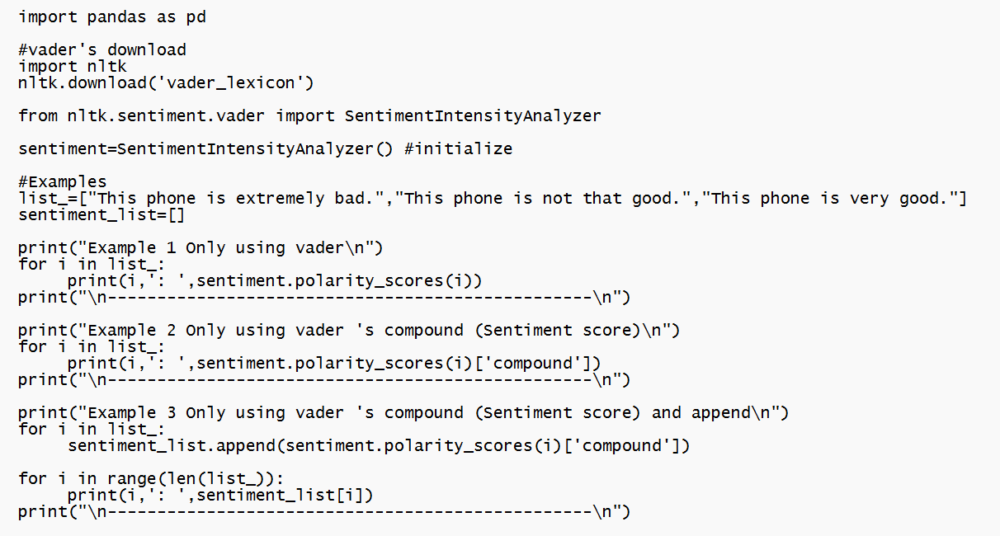 import pandas as pd
#vader's download
import nltk
nltk.download('vader_lexicon')
from nltk.sentiment.vader import SentimentIntensityAnalyzer
sentiment=SentimentIntensityAnalyzer() #initialize
#Examples
list_=["This phone is extremely bad.","This phone is not that good.","This phone is very good."]
sentiment_list=[]
print("Example 1 Only using vader\n")
for i in list_:
     print(i,': ',sentiment.polarity_scores(i))
print("\n-------------------------------------------------\n")
print("Example 2 Only using vader 's compound (Sentiment score)\n")
for i in list_:
     print(i,': ',sentiment.polarity_scores(i)['compound'])
print("\n-------------------------------------------------\n")
print("Example 3 Only using vader 's compound (Sentiment score) and append\n")
for i in list_:
     sentiment_list.append(sentiment.polarity_scores(i)['compound'])
for i in range(len(list_)):
     print(i,': ',sentiment_list[i])
print("\n-------------------------------------------------\n")